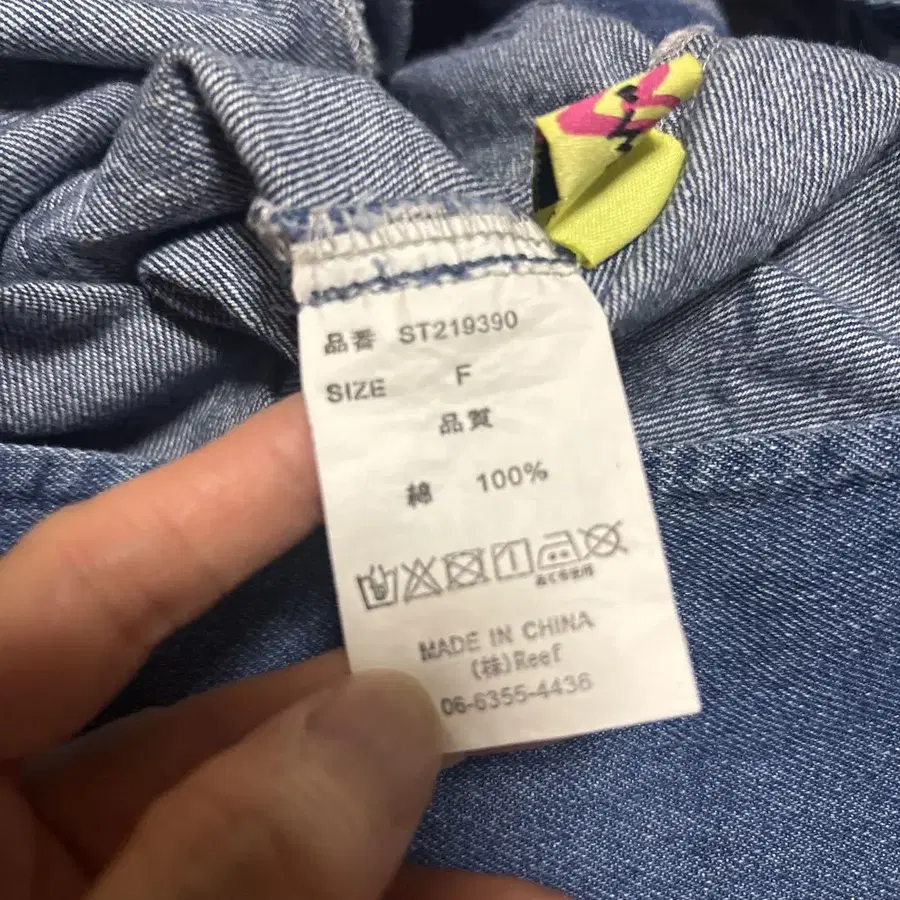 品番 ST219390
SIZE F
品質
綿 100%
MADE IN CHINA
(株)Reef
06-6355-4436